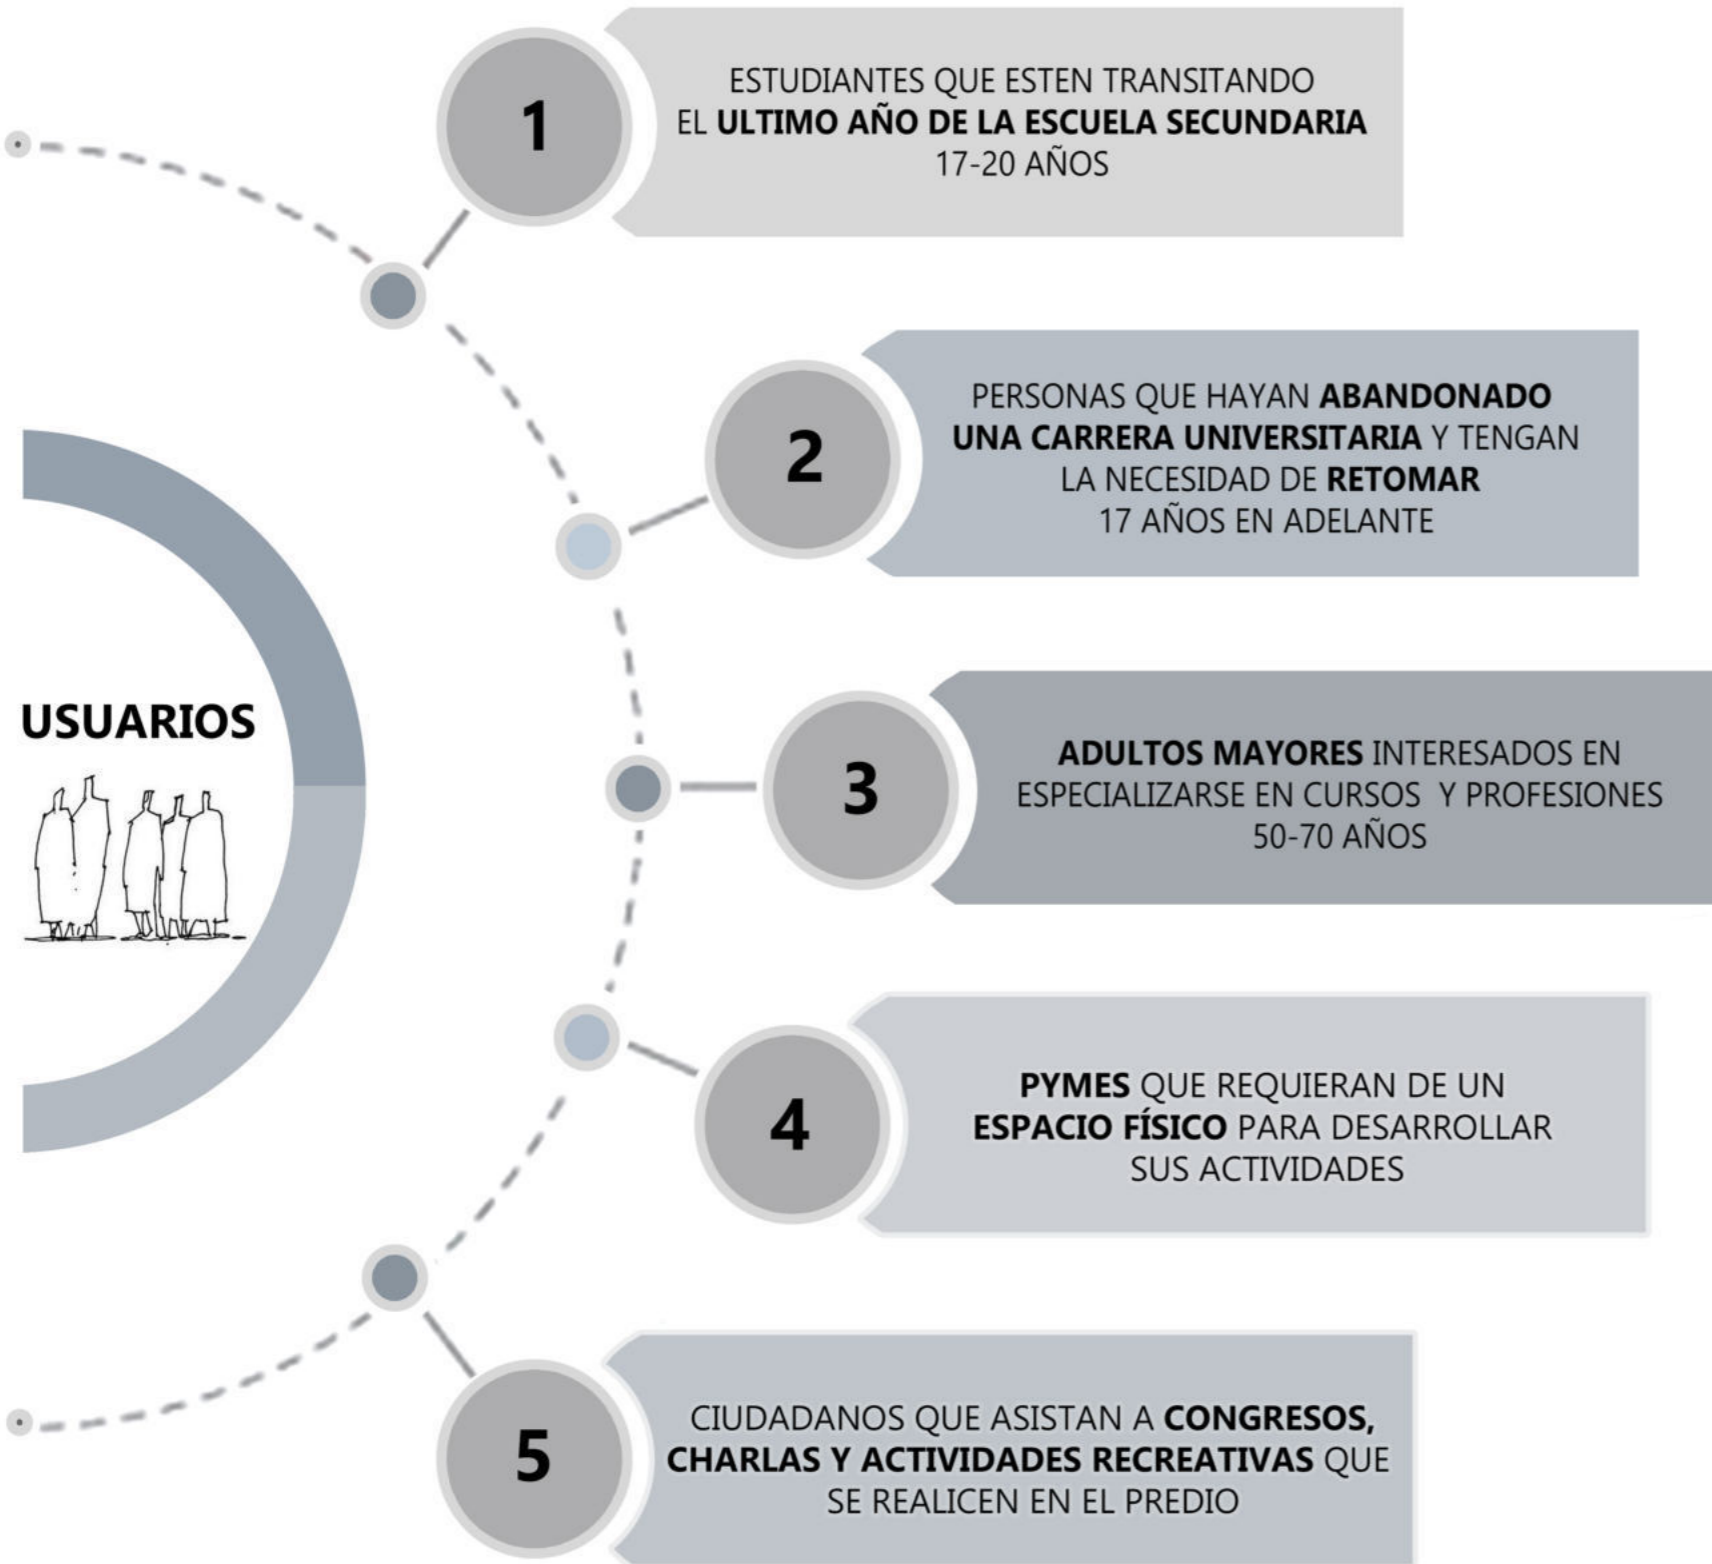 1
ESTUDIANTES QUE ESTEN TRANSITANDO
EL ULTIMO AÑO DE LA ESCUELA SECUNDARIA
17-20 AÑOS
2
PERSONAS QUE HAYAN ABANDONADO
UNA CARRERA UNIVERSITARIA Y TENGAN
LA NECESIDAD DE RETOMAR
17 AÑOS EN ADELANTE
USUARIOS
3
ADULTOS MAYORES INTERESADOS EN
ESPECIALIZARSE EN CURSOS Y PROFESIONES
50-70 AÑOS
4
PYMES QUE REQUIERAN DE UN
ESPACIO FÍSICO PARA DESARROLLAR
SUS ACTIVIDADES
5
CIUDADANOS QUE ASISTAN A CONGRESOS,
CHARLAS Y ACTIVIDADES RECREATIVAS QUE
SE REALICEN EN EL PREDIO